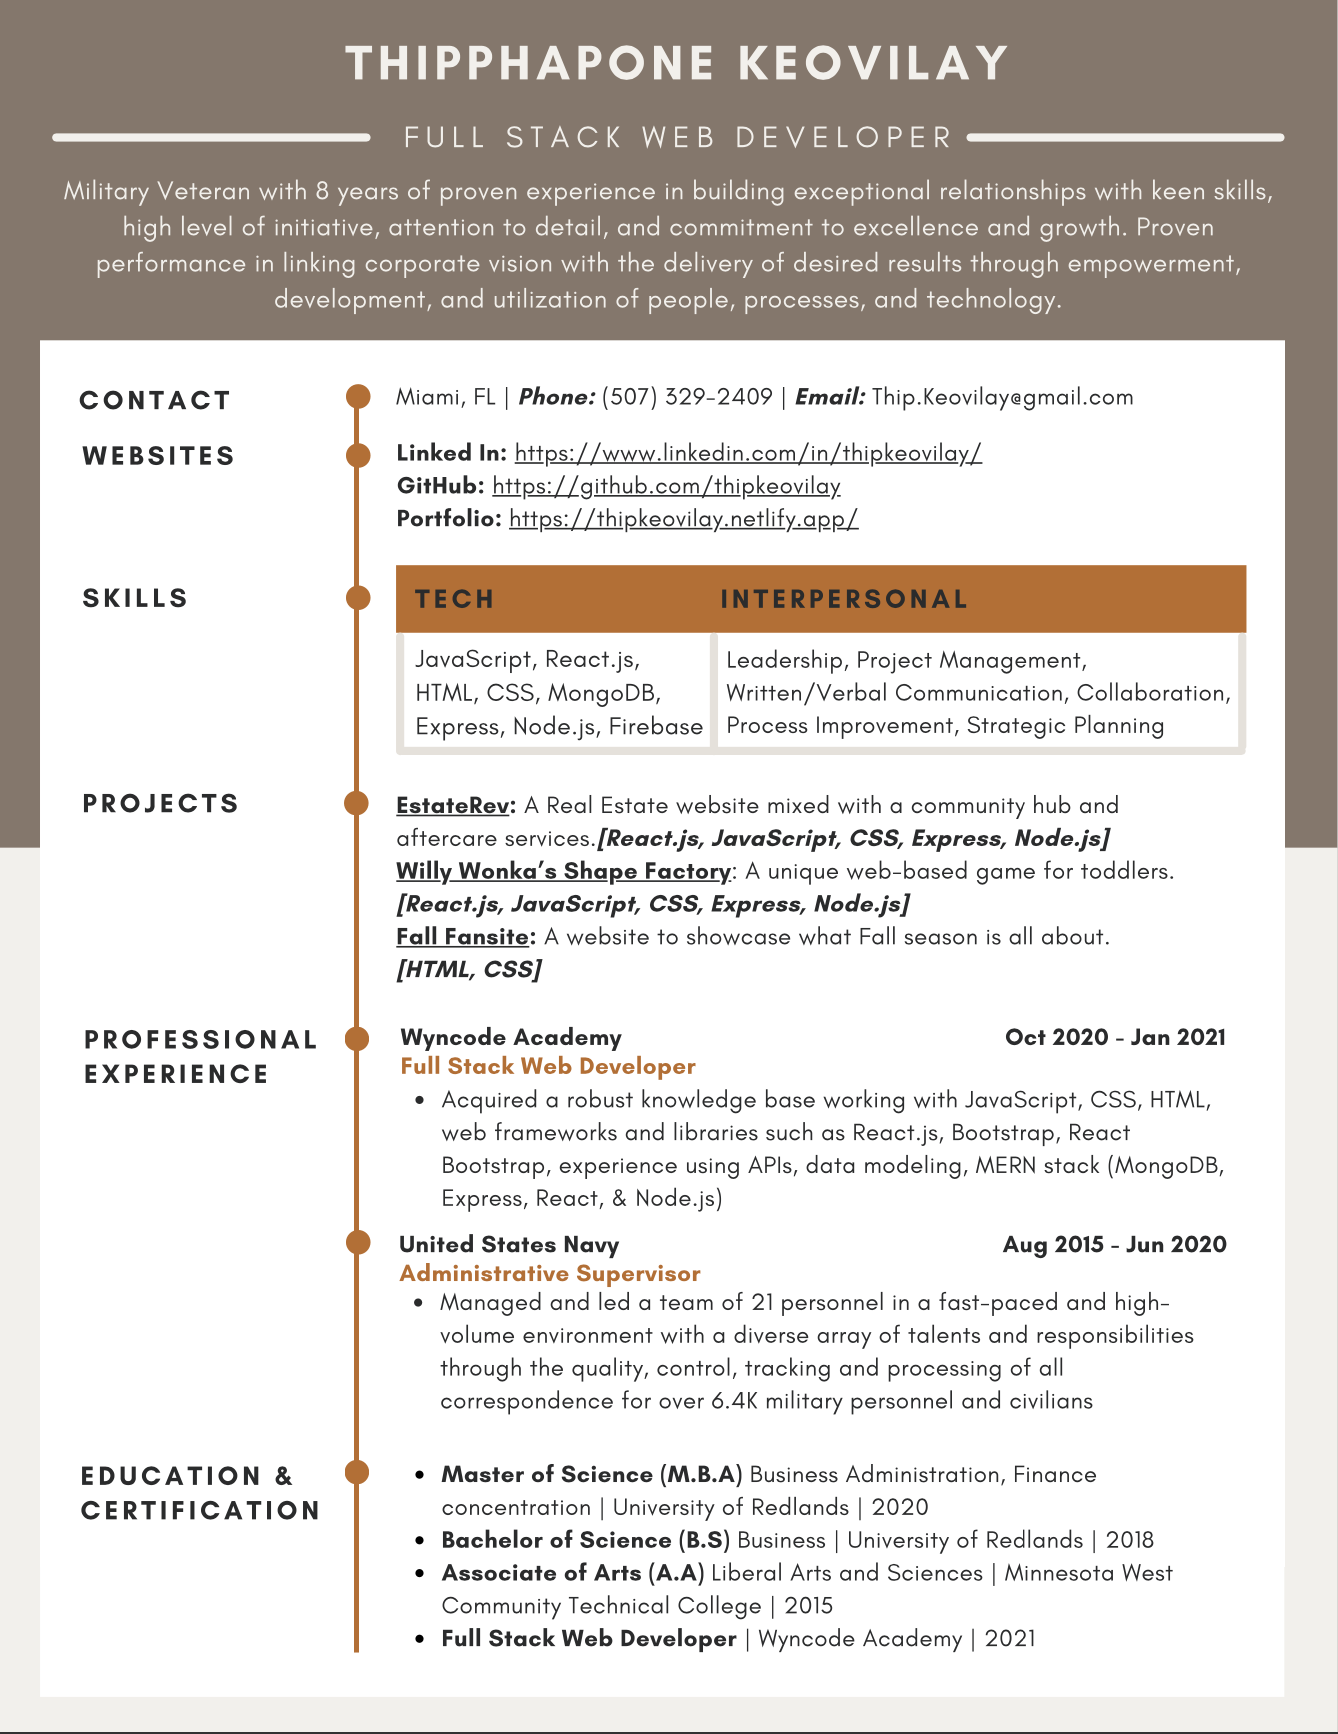 THIPPHAPONE KEOVILAY
FULL STACK WEB DEVELOPER
Military Veteran with 8 years of proven experience in building exceptional relationships with keen skills,
high level of initiative, attention to detail, and commitment to excellence and growth. Proven
performance in linking corporate vision with the delivery of desired results through empowerment,
development, and utilization of people, processes, and technology.
CONTACT
Miami, FL | Phone: (507) 329-2409 | Email: Thip.Keovilay@gmail.com
WEBSITES
Linked In: https://www.linkedin.com/in/thipkeovilay/
GitHub: https://github.com/thipkeovilay
Portfolio: https://thipkeovilay.netlify.app/
SKILLS
TECH
JavaScript, React.js,
HTML, CSS, MongoDB,
Express, Node.js, Firebase
INTERPERSONAL
Leadership, Project Management,
Written/Verbal Communication, Collaboration,
Process Improvement, Strategic Planning
PROJECTS
EstateRev: A Real Estate website mixed with a community hub and
aftercare services.[React.js, JavaScript, CSS, Express, Node.js]
Willy Wonka's Shape Factory: A unique web-based game for toddlers.
[React.js, JavaScript, CSS, Express, Node.js]
Fall Fansite: A website to showcase what Fall season is all about.
[HTML, CSS]
PROFESSIONAL
EXPERIENCE
Wyncode Academy Oct 2020 - Jan 2021
Full Stack Web Developer
• Acquired a robust knowledge base working with JavaScript, CSS, HTML,
web frameworks and libraries such as React.js, Bootstrap, React
Bootstrap, experience using APIs, data modeling, MERN stack (MongoDB,
Express, React, & Node.js)
United States Navy Aug 2015 - Jun 2020
Administrative Supervisor
• Managed and led a team of 21 personnel in a fast-paced and high-
volume environment with a diverse array of talents and responsibilities
through the quality, control, tracking and processing of all
correspondence for over 6.4K military personnel and civilians
EDUCATION &
CERTIFICATION
• Master of Science (M.B.A) Business Administration, Finance
concentration | University of Redlands | 2020
• Bachelor of Science (B.S) Business | University of Redlands | 2018
• Associate of Arts (A.A) Liberal Arts and Sciences | Minnesota West
Community Technical College | 2015
• Full Stack Web Developer | Wyncode Academy | 2021